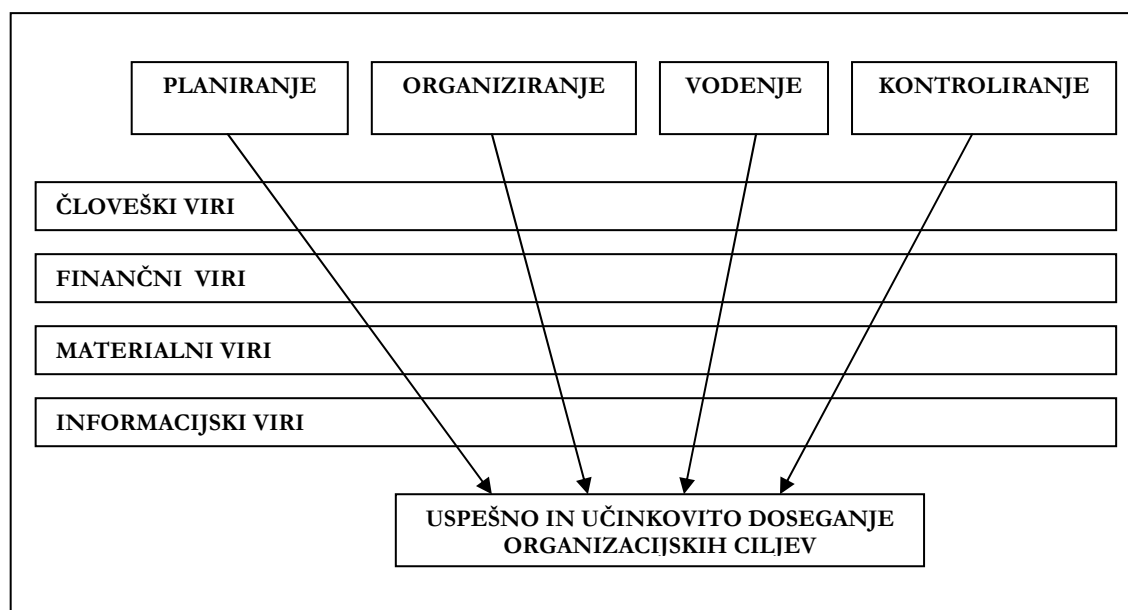 PLANIRANJE
ORGANIZIRANJE
VODENJE
KONTROLIRANJE
ČLOVEŠKI VIRI
FINANČNI VIRI
MATERIALNI VIRI
INFORMACIJSKI VIRI
USPEŠNO IN UČINKOVITO DOSEGANJE
ORGANIZACIJSKIH CILJEV